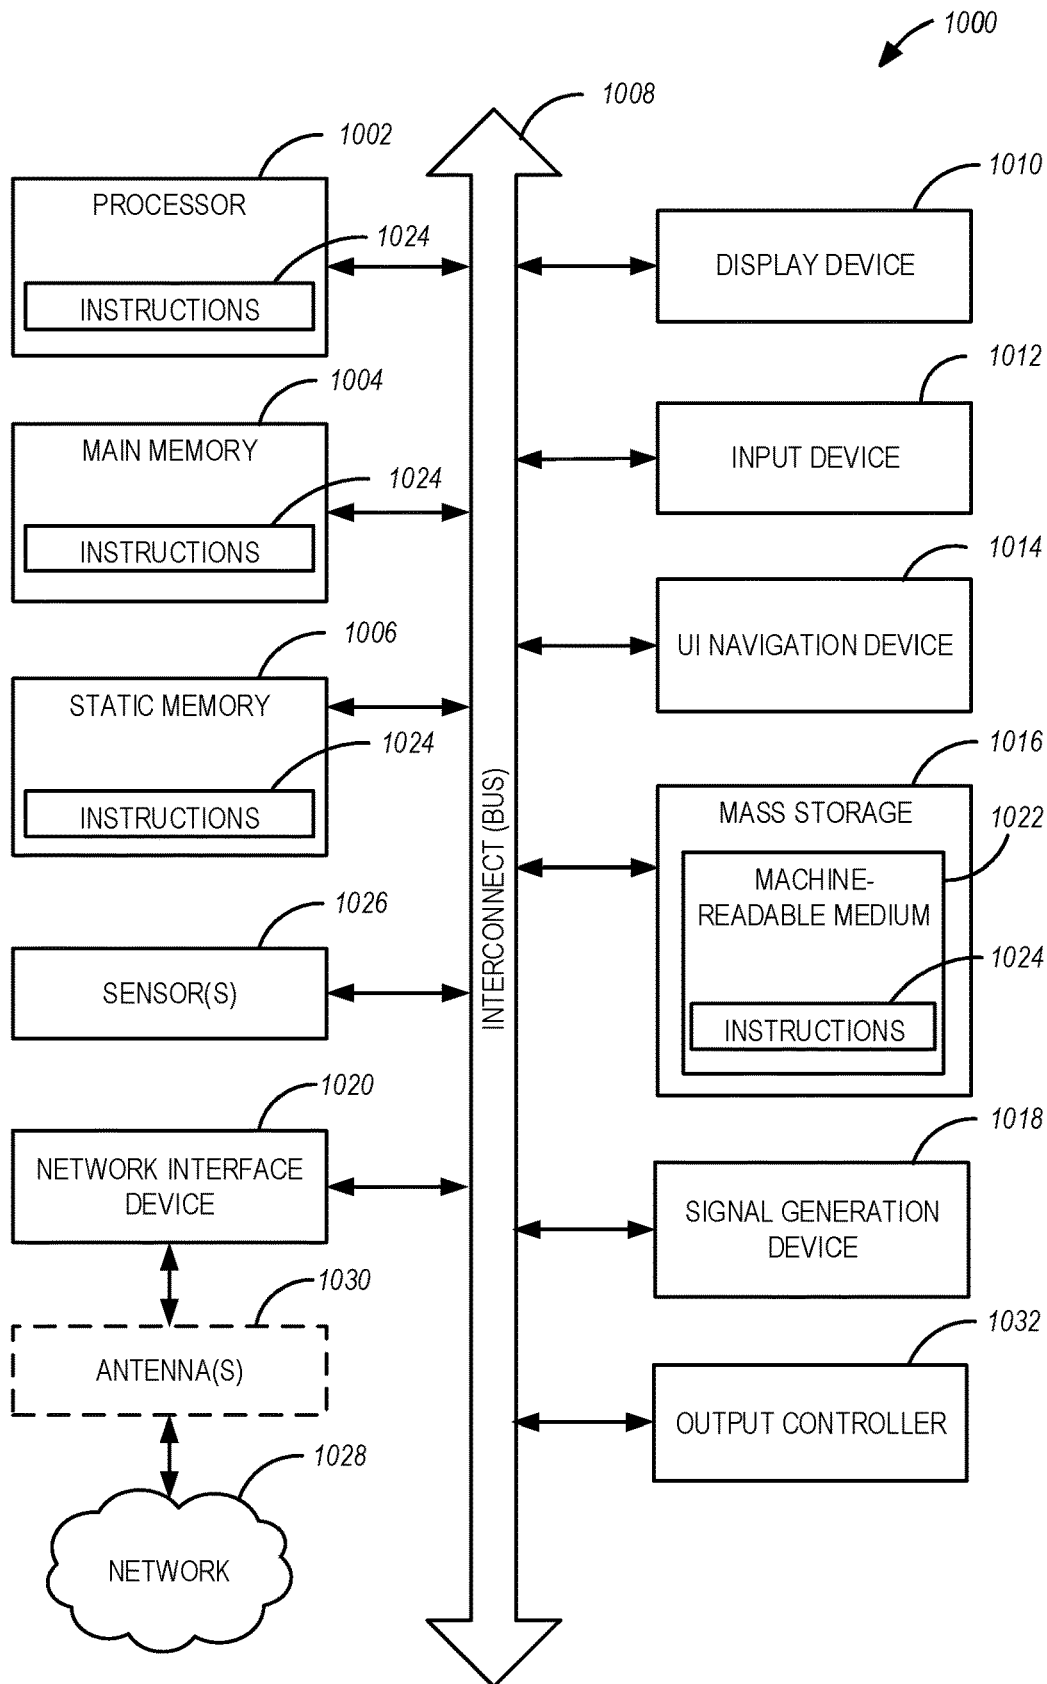 1000
1008
1002
PROCESSOR
1024
INSTRUCTIONS
1004
MAIN MEMORY
1024
INSTRUCTIONS
1006
STATIC MEMORY
1024
INSTRUCTIONS
1026
SENSOR(S)
1020
NETWORK INTERFACE
DEVICE
1030
ANTENNA(S)
1028
NETWORK
INTERCONNECT (BUS)
1010
DISPLAY DEVICE
1012
INPUT DEVICE
1014
UI NAVIGATION DEVICE
1016
MASS STORAGE
1022
MACHINE-
READABLE MEDIUM
1024
INSTRUCTIONS
1018
SIGNAL GENERATION
DEVICE
1032
OUTPUT CONTROLLER